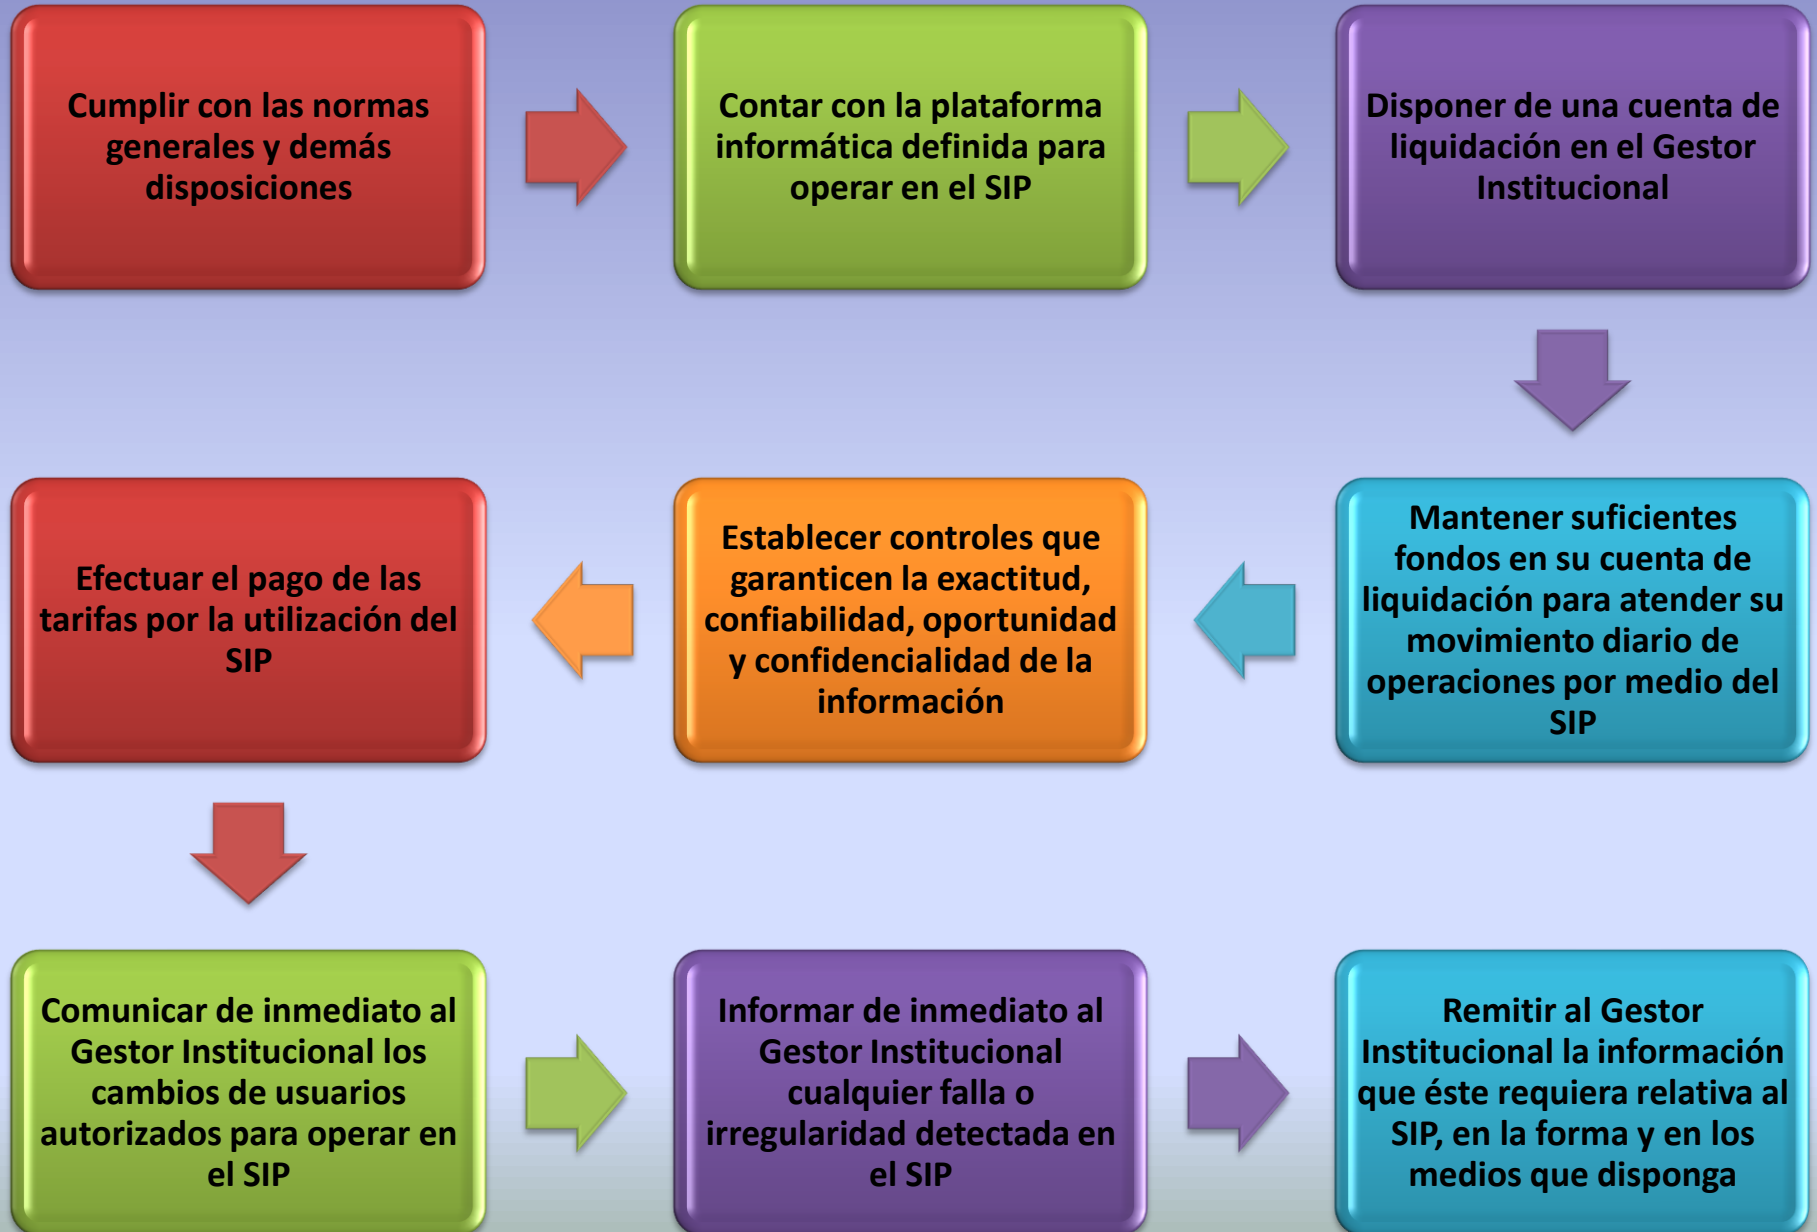 Cumplir con las normas
generales y demás
disposiciones
Contar con la plataforma
informática definida para
operar en el SIP
Disponer de una cuenta de
liquidación en el Gestor
Institucional
Mantener suficientes
fondos en su cuenta de
liquidación para atender su
movimiento diario de
operaciones por medio del
SIP
Establecer controles que
garanticen la exactitud,
confiabilidad, oportunidad
y confidencialidad de la
información
Efectuar el pago de las
tarifas por la utilización del
SIP
Comunicar de inmediato al
Gestor Institucional los
cambios de usuarios
autorizados para operar en
el SIP
Informar de inmediato al
Gestor Institucional
cualquier falla o
irregularidad detectada en
el SIP
Remitir al Gestor
Institucional la información
que éste requiera relativa al
SIP, en la forma y en los
medios que disponga